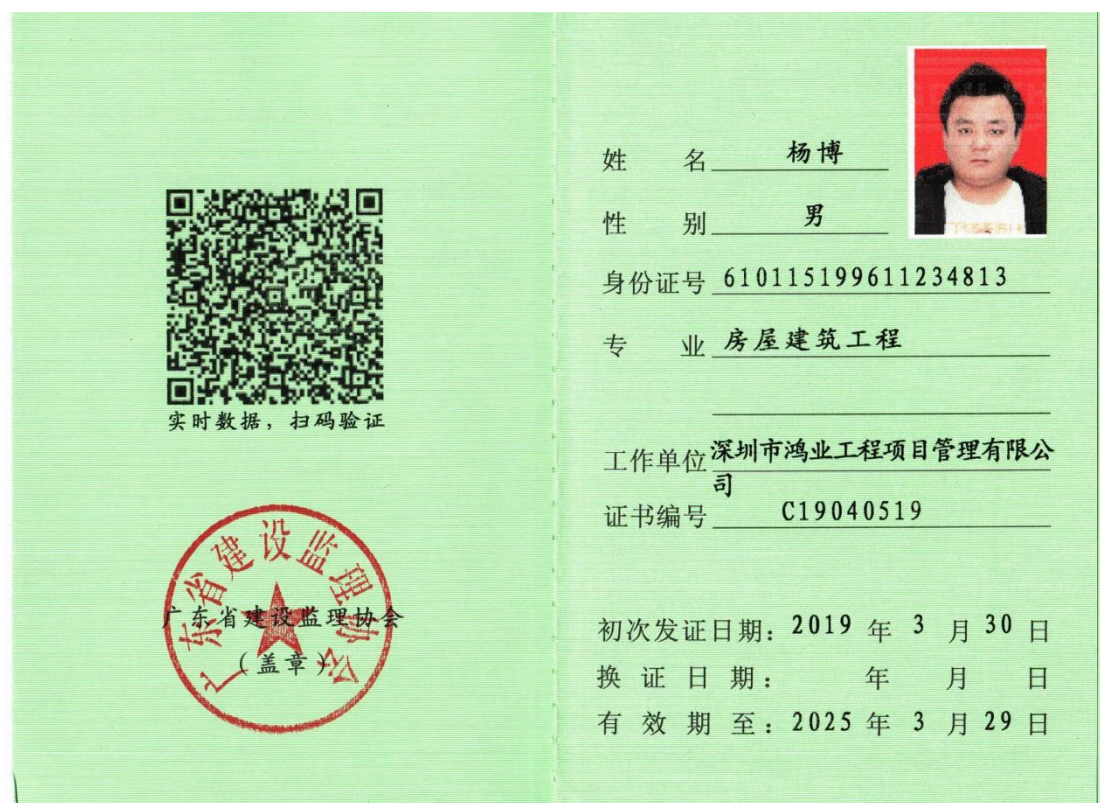 实时数据，扫码验证
广东省建设监理协会
广东省建设监理协会
（盖章）
姓 名 杨博
性 别 男
身份证号 610115199611234813
专 业 房屋建筑工程
工作单位 深圳市鸿业工程项目管理有限公
司
证书编号 C19040519
初次发证日期：2019 年 3 月 30 日
换 证 日 期： 年 月 日
有 效 期 至：2025 年 3 月 29 日